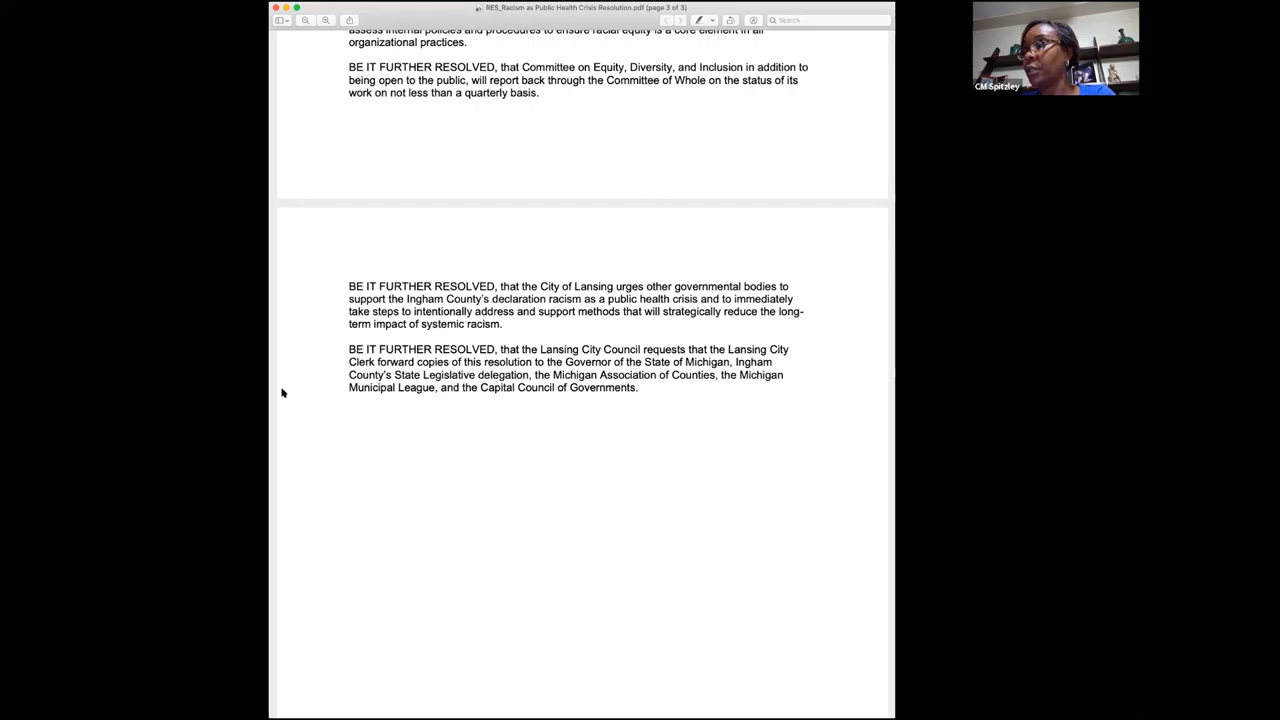 RES_Racism as Public Health Crisis Resolution.pdf (page 3 of 3)
Search
assess internal policies and procedures to ensure racial equity is a core element in all
organizational practices.
BE IT FURTHER RESOLVED, that Committee on Equity, Diversity, and Inclusion in addition to
being open to the public, will report back through the Committee of Whole on the status of its
work on not less than a quarterly basis.
BE IT FURTHER RESOLVED, that the City of Lansing urges other governmental bodies to
support the Ingham County's declaration racism as a public health crisis and to immediately
take steps to intentionally address and support methods that will strategically reduce the long-
term impact of systemic racism.
BE IT FURTHER RESOLVED, that the Lansing City Council requests that the Lansing City
Clerk forward copies of this resolution to the Governor of the State of Michigan, Ingham
County's State Legislative delegation, the Michigan Association of Counties, the Michigan
Municipal League, and the Capital Council of Governments.
CM Spitzley